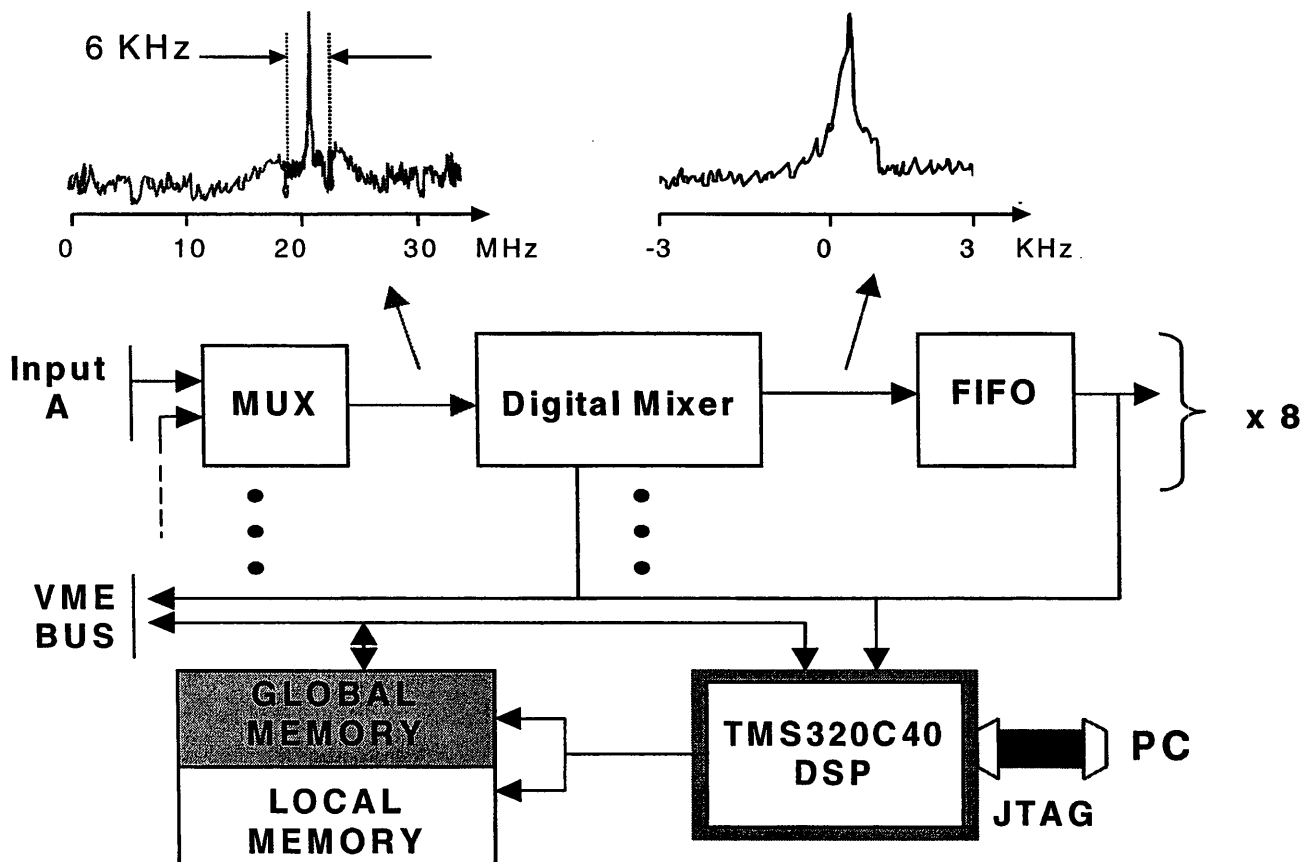 6 KHz
0 10 20 30 MHz
-3 0 3 KHz
Input
A
MUX
Digital Mixer
FIFO
x 8
VME
BUS
GLOBAL
MEMORY
LOCAL
MEMORY
TMS320C40
DSP
PC
JTAG